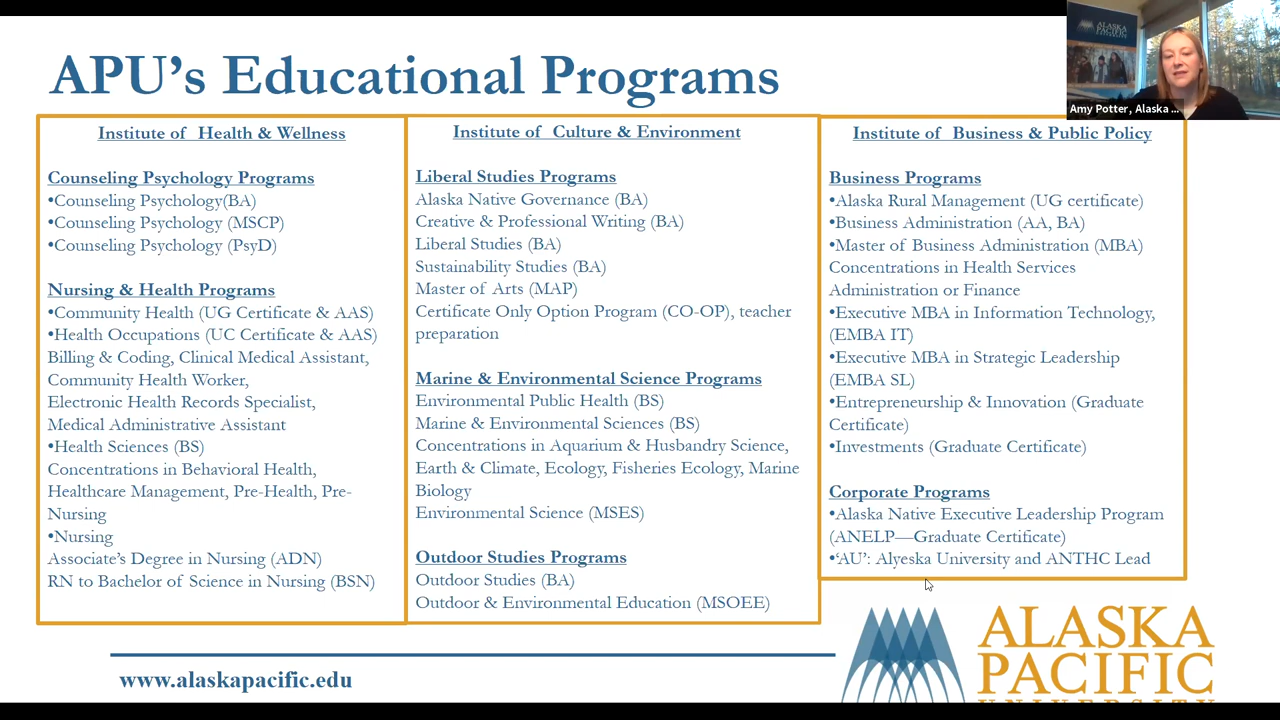 APU's Educational Programs
Institute of Health & Wellness
Counseling Psychology Programs
•Counseling Psychology(BA)
•Counseling Psychology (MSCP)
•Counseling Psychology (PsyD)
Nursing & Health Programs
•Community Health (UG Certificate & AAS)
•Health Occupations (UC Certificate & AAS)
Billing & Coding, Clinical Medical Assistant,
Community Health Worker,
Electronic Health Records Specialist,
Medical Administrative Assistant
•Health Sciences (BS)
Concentrations in Behavioral Health,
Healthcare Management, Pre-Health, Pre-
Nursing
•Nursing
Associate's Degree in Nursing (ADN)
RN to Bachelor of Science in Nursing (BSN)
Institute of Culture & Environment
Liberal Studies Programs
Alaska Native Governance (BA)
Creative & Professional Writing (BA)
Liberal Studies (BA)
Sustainability Studies (BA)
Master of Arts (MAP)
Certificate Only Option Program (CO-OP), teacher
preparation
Marine & Environmental Science Programs
Environmental Public Health (BS)
Marine & Environmental Sciences (BS)
Concentrations in Aquarium & Husbandry Science,
Earth & Climate, Ecology, Fisheries Ecology, Marine
Biology
Environmental Science (MSES)
Outdoor Studies Programs
Outdoor Studies (BA)
Outdoor & Environmental Education (MSOEE)
Institute of Business & Public Policy
Business Programs
•Alaska Rural Management (UG certificate)
•Business Administration (AA, BA)
•Master of Business Administration (MBA)
Concentrations in Health Services
Administration or Finance
•Executive MBA in Information Technology,
(EMBA IT)
•Executive MBA in Strategic Leadership
(EMBA SL)
•Entrepreneurship & Innovation (Graduate
Certificate)
•Investments (Graduate Certificate)
Corporate Programs
•Alaska Native Executive Leadership Program
(ANELP—Graduate Certificate)
•'AU': Alyeska University and ANTHC Lead
www.alaskapacific.edu
ALASKA
PACIFIC
UNIVERSITY
ALASKA
PACIFIC
UNIVERSITY
Amy Potter, Alaska ...